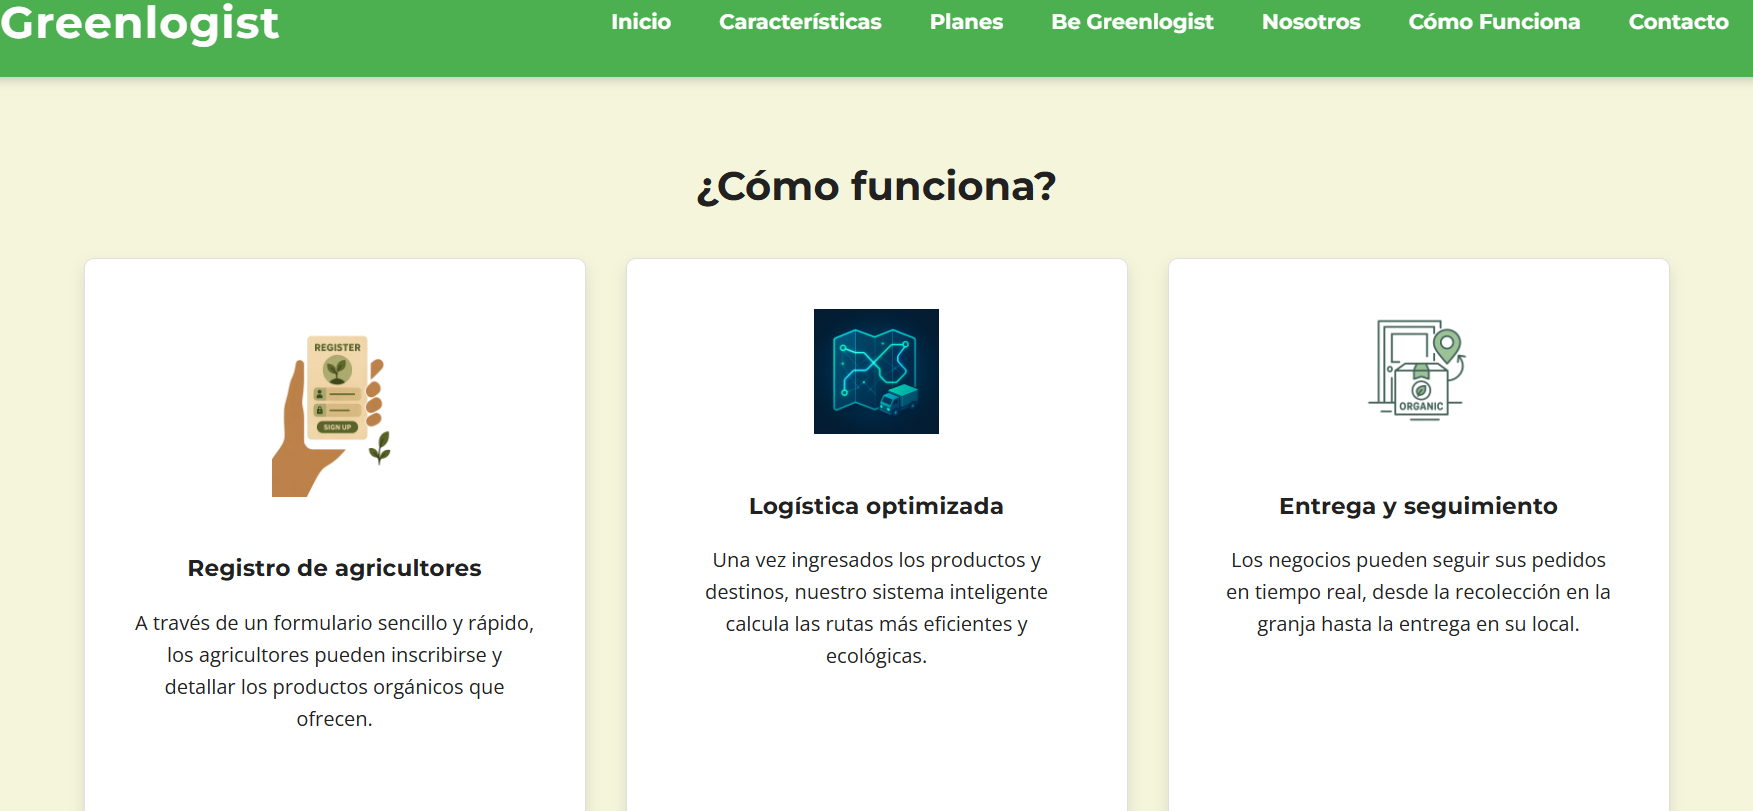 Greenlogist
Inicio
Características
Planes
Be Greenlogist
Nosotros
Cómo Funciona
Contacto
¿Cómo funciona?
REGISTER
SIGN UP
Registro de agricultores
A través de un formulario sencillo y rápido,
los agricultores pueden inscribirse y
detallar los productos orgánicos que
ofrecen.
Logística optimizada
Una vez ingresados los productos y
destinos, nuestro sistema inteligente
calcula las rutas más eficientes y
ecológicas.
ORGANIC
Entrega y seguimiento
Los negocios pueden seguir sus pedidos
en tiempo real, desde la recolección en la
granja hasta la entrega en su local.